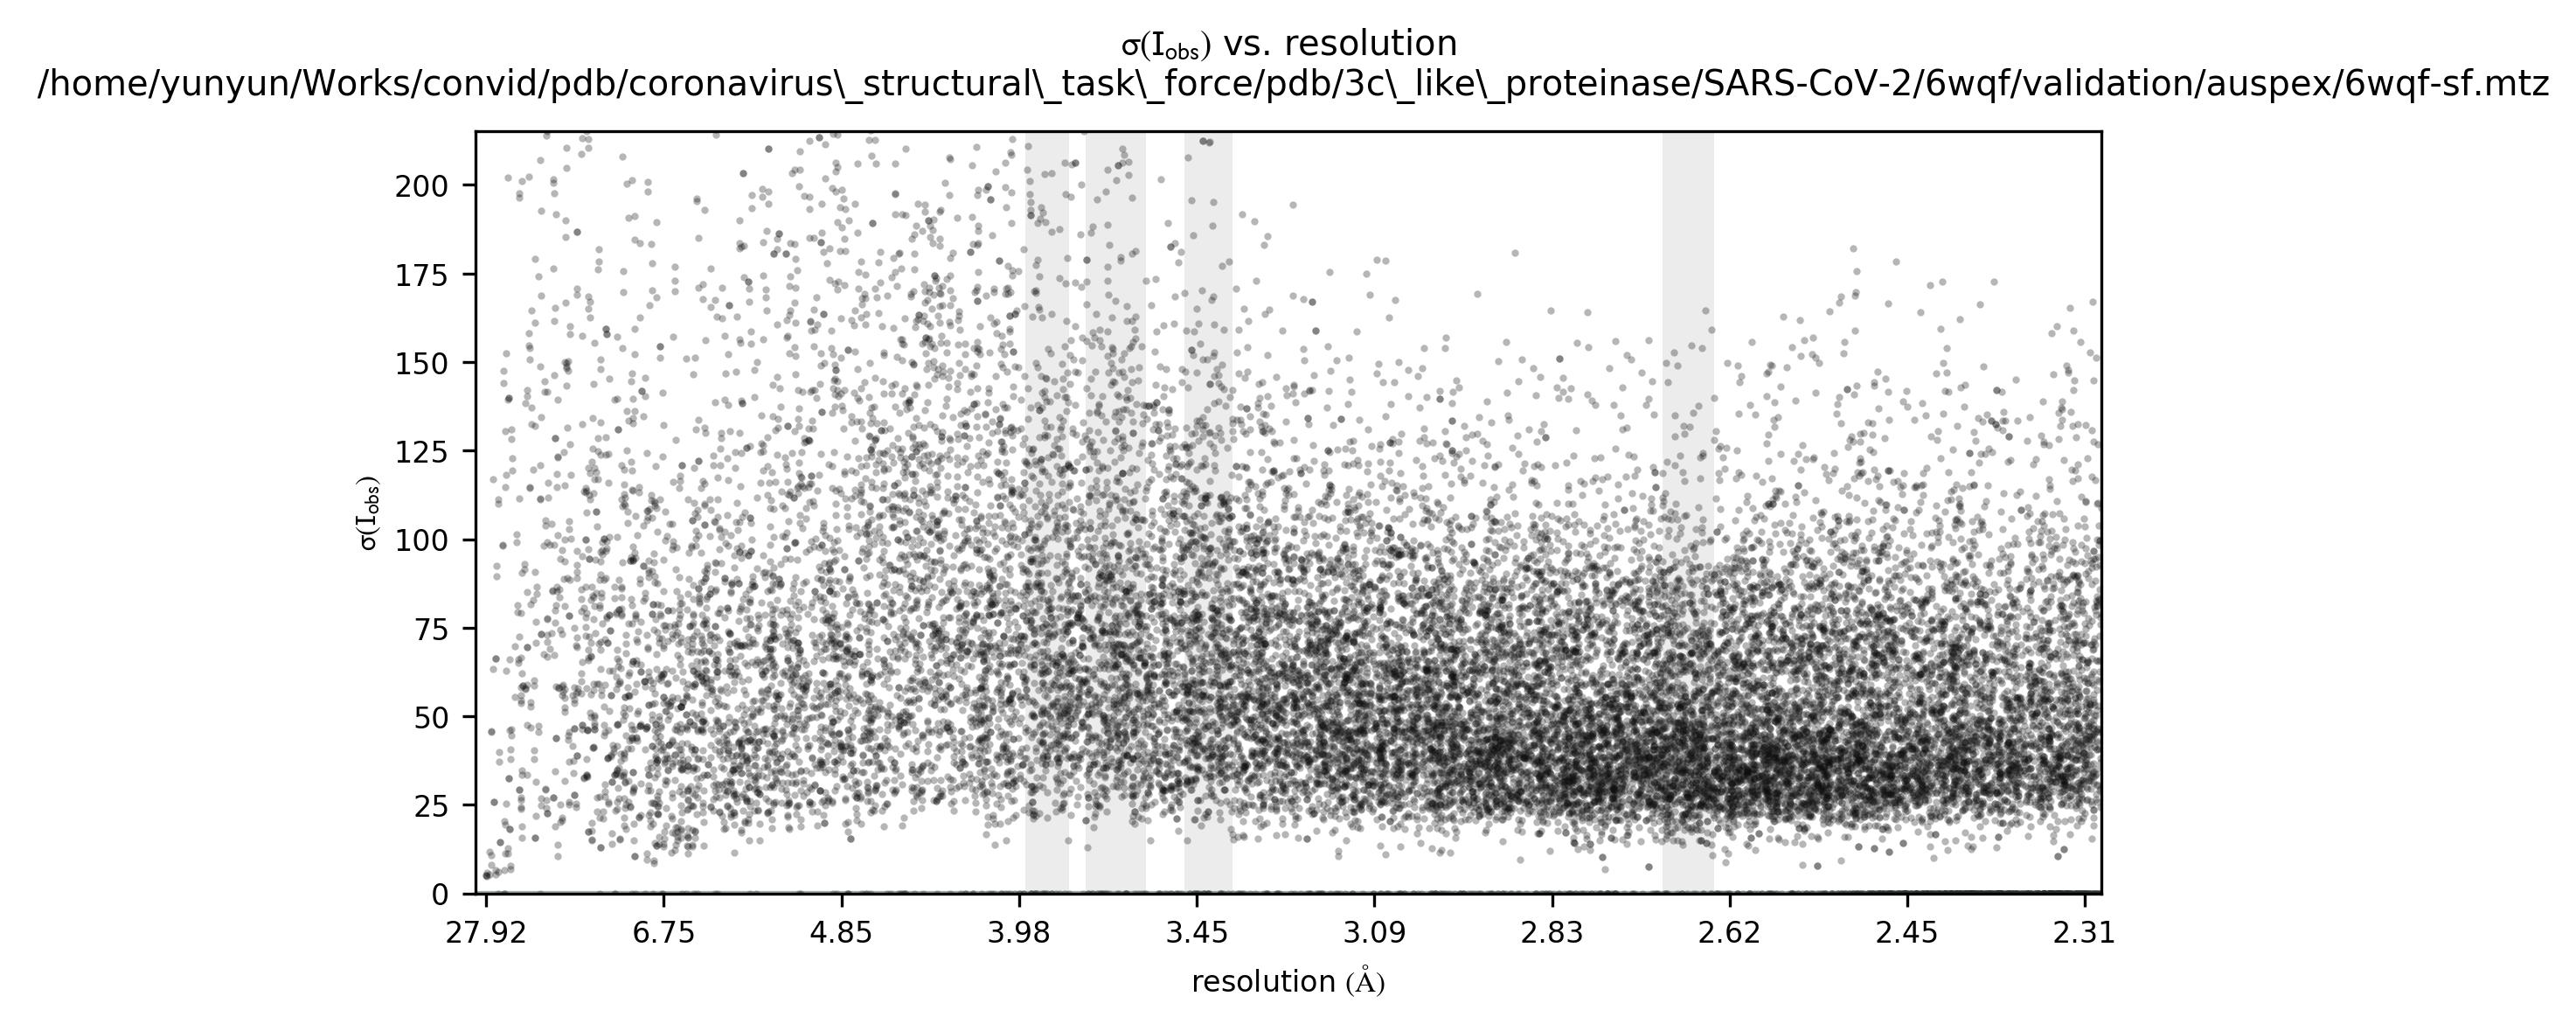 σ(I_obs) vs. resolution
/home/yunyun/Works/convid/pdb/coronavirus\_structural\_task\_force/pdb/3c\_like\_proteinase/SARS-CoV-2/6wqf/validation/auspex/6wqf-sf.mtz
200
175
150
125
100
75
50
25
0
σ(I_obs)
27.92 6.75 4.85 3.98 3.45 3.09 2.83 2.62 2.45 2.31
resolution (Å)